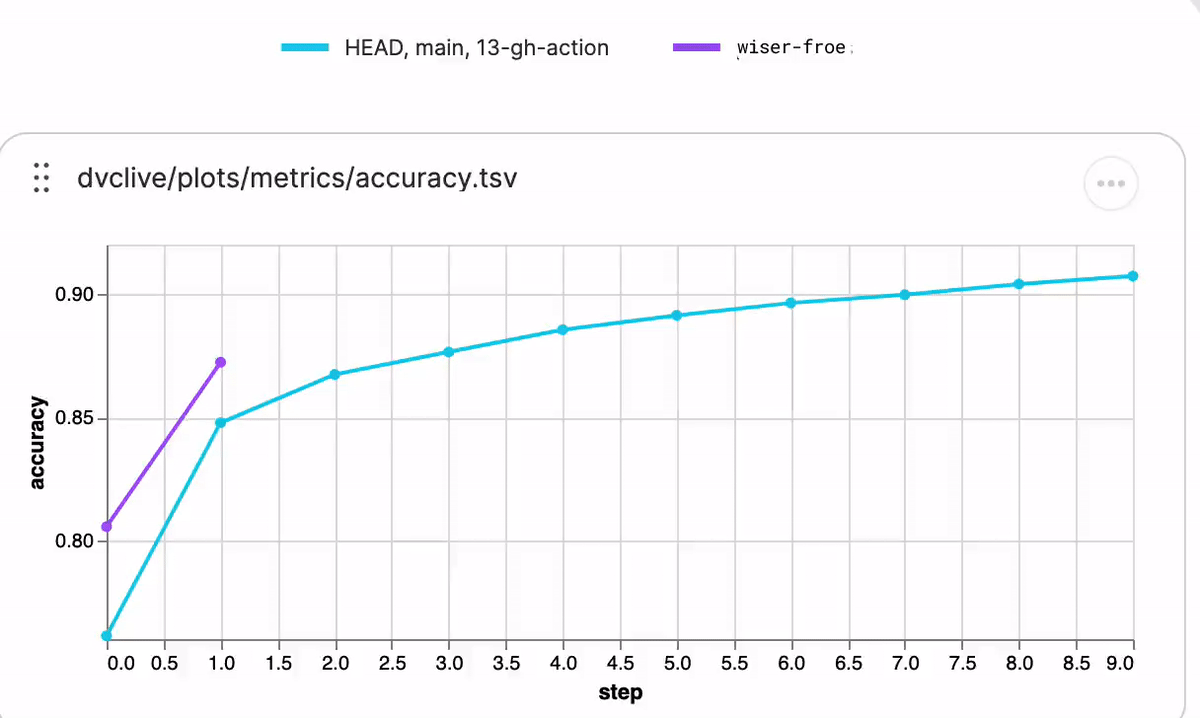 HEAD, main, 13-gh-action wiser-froe
dvclive/plots/metrics/accuracy.tsv
0.90
0.85
0.80
accuracy
0.0 0.5 1.0 1.5 2.0 2.5 3.0 3.5 4.0 4.5 5.0 5.5 6.0 6.5 7.0 7.5 8.0 8.5 9.0
step